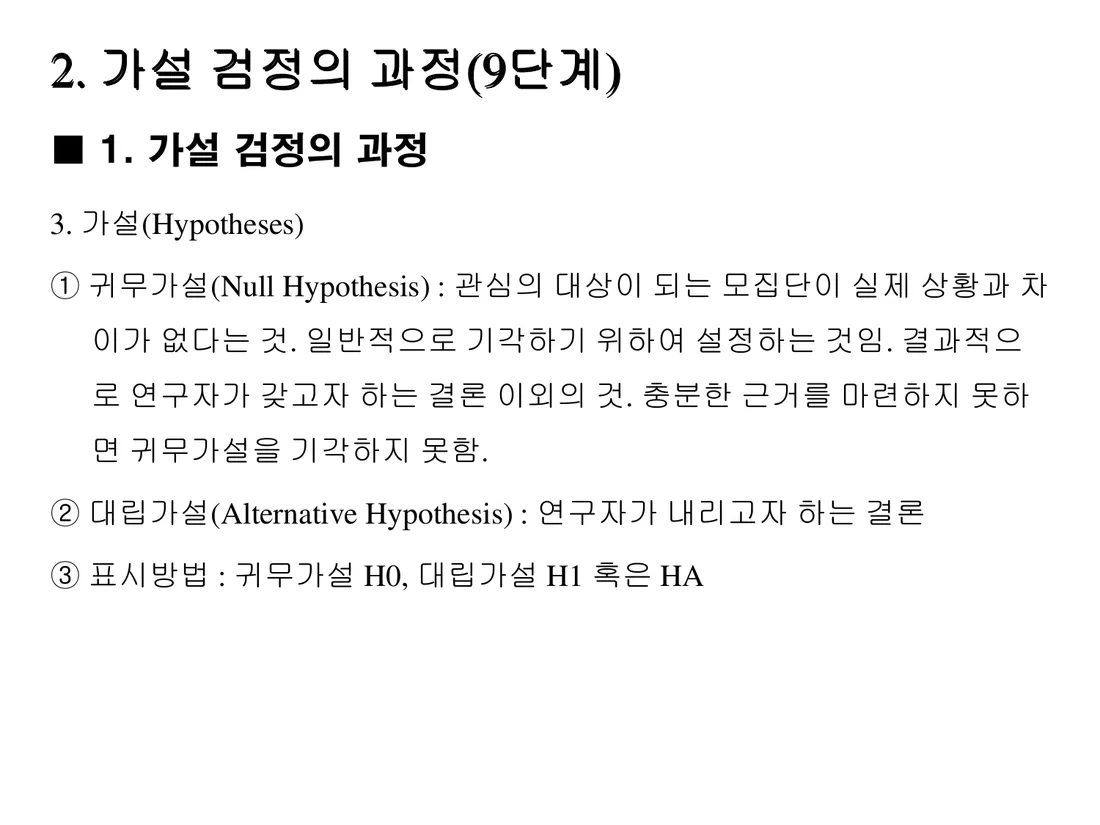 2. 가설 검정의 과정(9단계)
■ 1. 가설 검정의 과정
3. 가설(Hypotheses)
① 귀무가설(Null Hypothesis) : 관심의 대상이 되는 모집단이 실제 상황과 차
이가 없다는 것. 일반적으로 기각하기 위하여 설정하는 것임. 결과적으
로 연구자가 갖고자 하는 결론 이외의 것. 충분한 근거를 마련하지 못하
면 귀무가설을 기각하지 못함.
② 대립가설(Alternative Hypothesis) : 연구자가 내리고자 하는 결론
③ 표시방법 : 귀무가설 H0, 대립가설 H1 혹은 HA